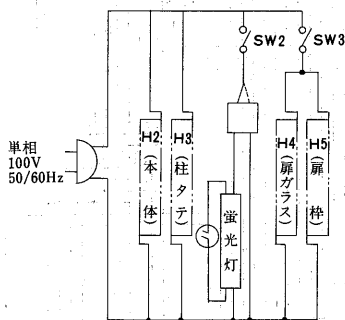 SW2
SW3
単相
100V
50/60Hz
H2(本体)
H3(柱タテ)
蛍光灯
H4(扉ガラス)
H5(扉枠)